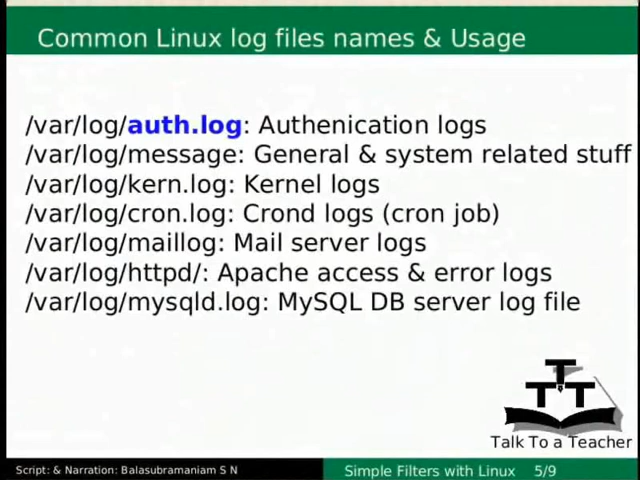 Common Linux log files names & Usage
/var/log/auth.log: Authenication logs
/var/log/message: General & system related stuff
/var/log/kern.log: Kernel logs
/var/log/cron.log: Crond logs (cron job)
/var/log/maillog: Mail server logs
/var/log/httpd/: Apache access & error logs
/var/log/mysqld.log: MySQL DB server log file
T
T T
Talk To a Teacher
Script: & Narration: Balasubramaniam S N
Simple Filters with Linux 5/9